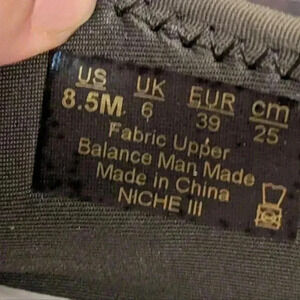 US UK EUR cm
8.5M 6 39 25
Fabric Upper
Balance Man Made
Made in China
NICHE III